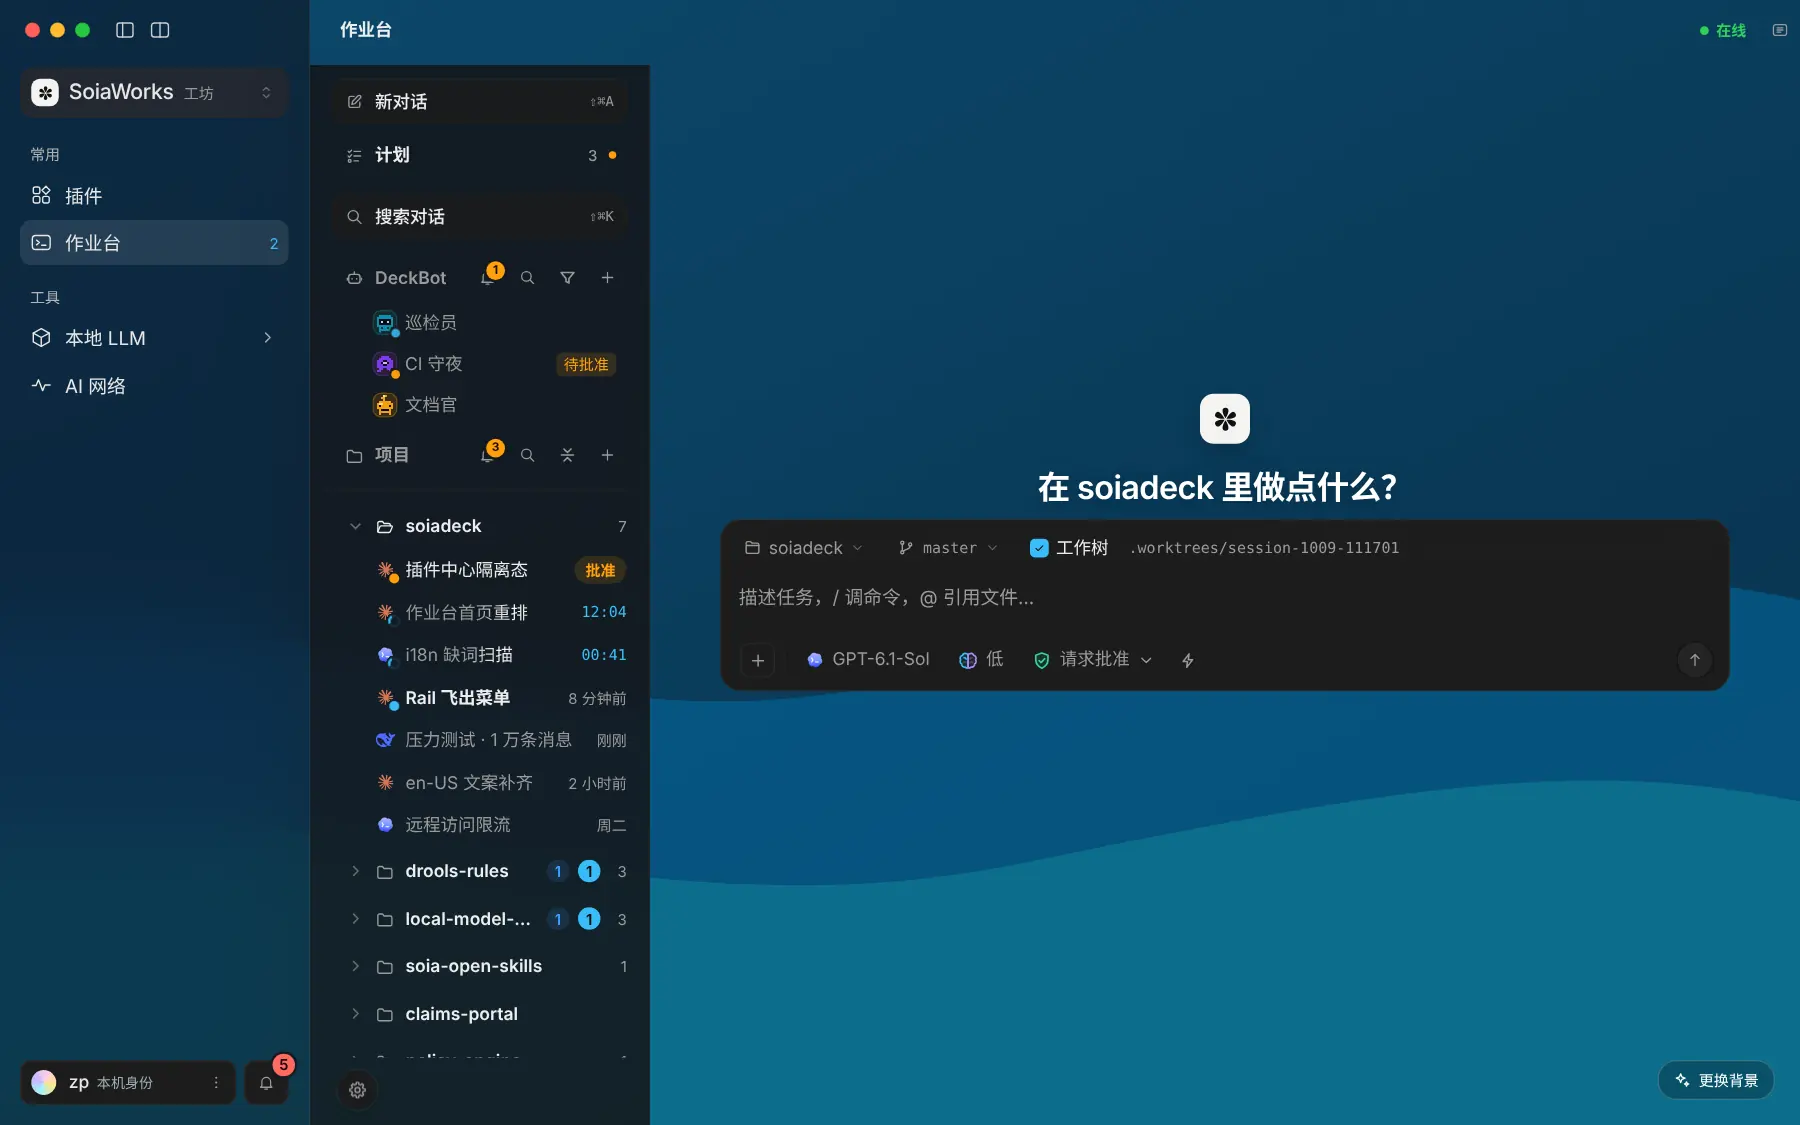 作业台
在线
SoiaWorks 工坊
常用
插件
作业台 2
工具
本地 LLM
AI 网络
zp 本机身份
5
新对话 ⇧⌘A
计划 3
搜索对话 ⇧⌘K
DeckBot 1
巡检员
CI 守夜 待批准
文档官
项目 3
soiadeck 7
插件中心隔离态 批准
作业台首页重排 12:04
i18n 缺词扫描 00:41
Rail 飞出菜单 8 分钟前
压力测试 · 1 万条消息 刚刚
en-US 文案补齐 2 小时前
远程访问限流 周二
drools-rules 1 1 3
local-model-... 1 1 3
soia-open-skills 1
claims-portal
在 soiadeck 里做点什么?
soiadeck master 工作树 .worktrees/session-1009-111701
描述任务，/ 调命令，@ 引用文件...
GPT-6.1-Sol 低 请求批准
更换背景